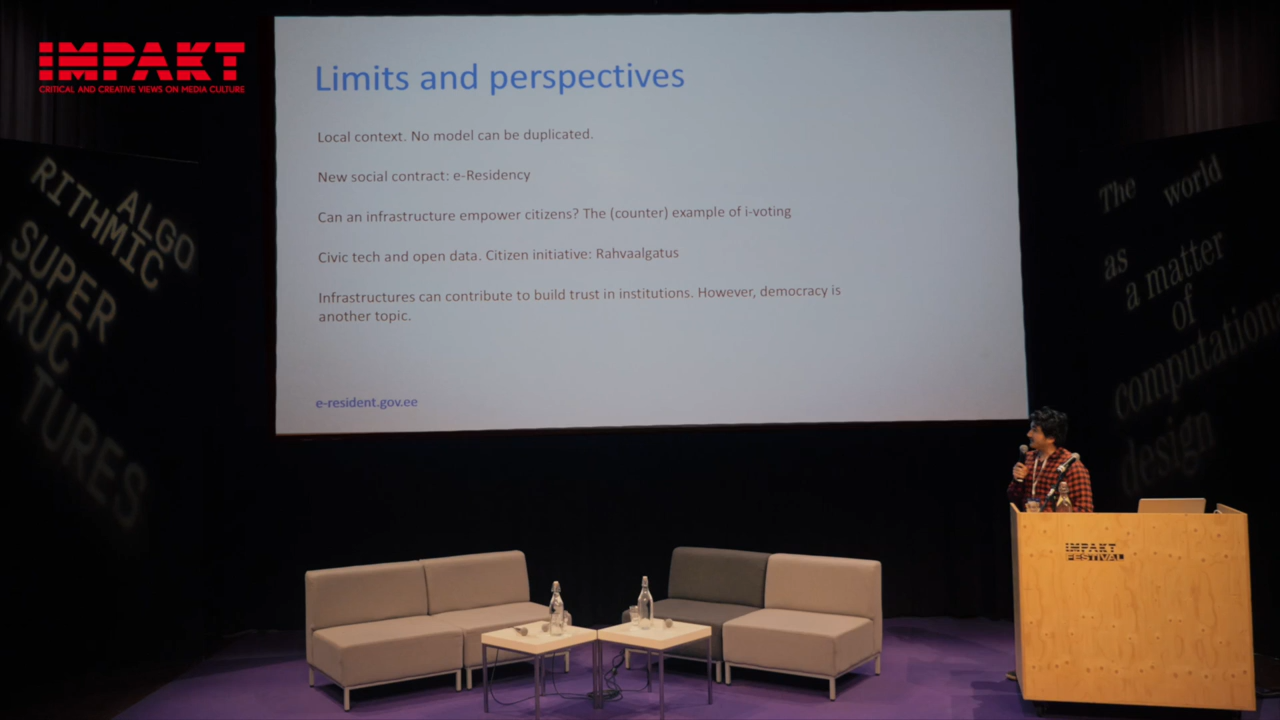 IMPAKT
CRITICAL AND CREATIVE VIEWS ON MEDIA CULTURE
Limits and perspectives
Local context. No model can be duplicated.
New social contract: e-Residency
Can an infrastructure empower citizens? The (counter) example of i-voting
Civic tech and open data. Citizen initiative: Rahvaalgatus
Infrastructures can contribute to build trust in institutions. However, democracy is
another topic.
e-resident.gov.ee
ALGO
RITHMIC
SUPER
STRUC
TURES
The world
as
a matter
of
computational
design
IMPAKT
FESTIVAL